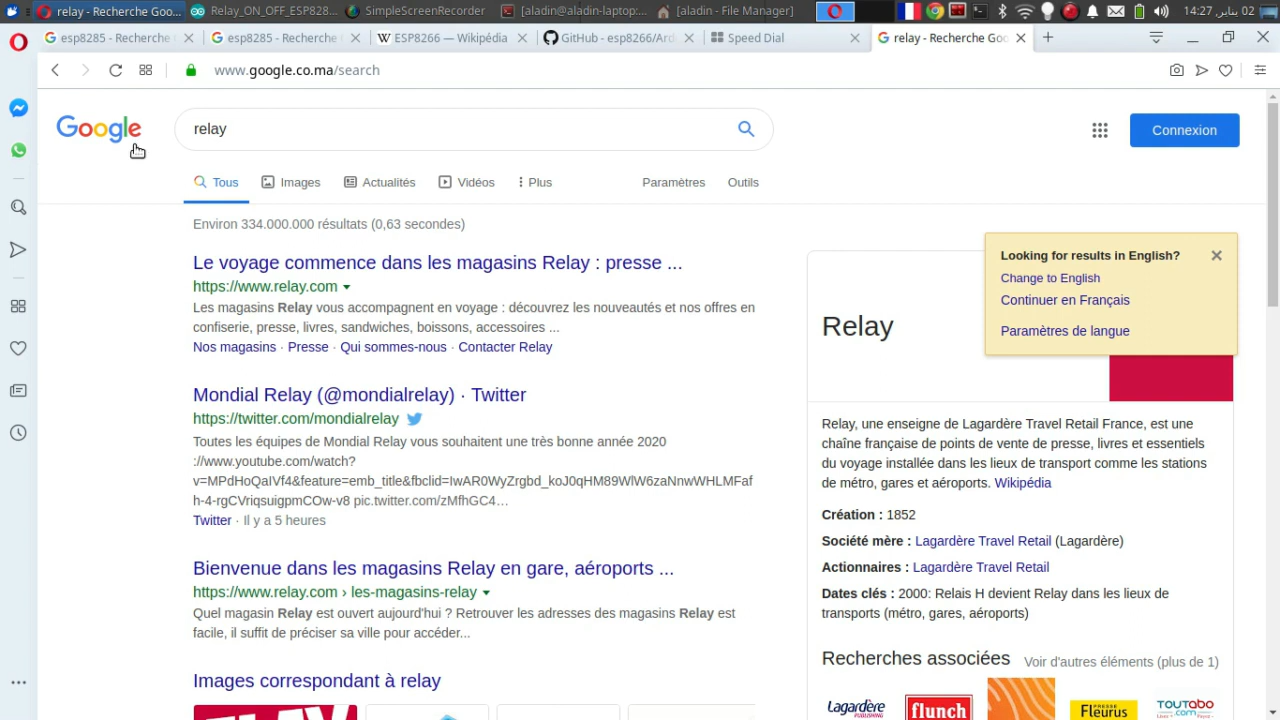 relay - Recherche Goo...
Relay_ON_OFF_ESP828...
SimpleScreenRecorder
[aladin@aladin-laptop:...
[aladin - File Manager]
14:27 ,02 يناير
esp8285 - Recherche
esp8285 - Recherche
ESP8266 — Wikipédia
GitHub - esp8266/Ard
Speed Dial
relay - Recherche Goo
www.google.co.ma/search
Google
relay
Connexion
Tous
Images
Actualités
Vidéos
Plus
Paramètres
Outils
Environ 334.000.000 résultats (0,63 secondes)
Le voyage commence dans les magasins Relay : presse ...
https://www.relay.com
Les magasins Relay vous accompagnent en voyage : découvrez les nouveautés et nos offres en
confiserie, presse, livres, sandwiches, boissons, accessoires ...
Nos magasins · Presse · Qui sommes-nous · Contacter Relay
Mondial Relay (@mondialrelay) · Twitter
https://twitter.com/mondialrelay
Toutes les équipes de Mondial Relay vous souhaitent une très bonne année 2020
://www.youtube.com/watch?
v=MPdHoQaIVf4&feature=emb_title&fbclid=IwAR0WyZrgbd_koJ0qHM89WlW6zaNnwWHLMFaf
h-4-rgCVriqsuigpmCOw-v8 pic.twitter.com/zMfhGC4…
Twitter · Il y a 5 heures
Bienvenue dans les magasins Relay en gare, aéroports ...
https://www.relay.com › les-magasins-relay
Quel magasin Relay est ouvert aujourd'hui ? Retrouver les adresses des magasins Relay est
facile, il suffit de préciser sa ville pour accéder...
Images correspondant à relay
Looking for results in English?
Change to English
Continuer en Français
Paramètres de langue
Relay
Relay, une enseigne de Lagardère Travel Retail France, est une
chaîne française de points de vente de presse, livres et essentiels
du voyage installée dans les lieux de transport comme les stations
de métro, gares et aéroports. Wikipédia
Création : 1852
Société mère : Lagardère Travel Retail (Lagardère)
Actionnaires : Lagardère Travel Retail
Dates clés : 2000: Relais H devient Relay dans les lieux de
transports (métro, gares, aéroports)
Recherches associées
Voir d'autres éléments (plus de 1)
Lagardère
PUBLISHING
flunch
PRESSE
Fleurus
TOUTABO
.com